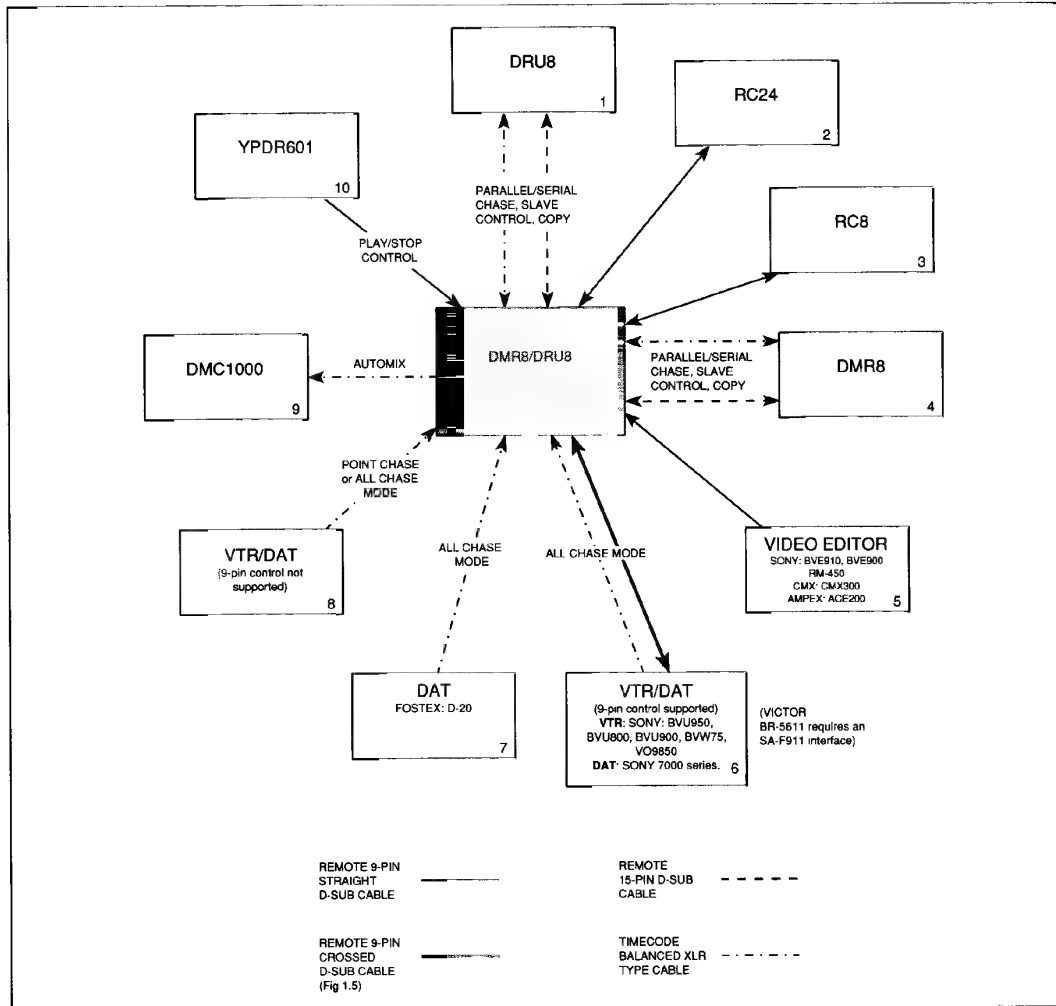 DRU8
1
RC24
2
YPDR601
10
PARALLEL/SERIAL
CHASE, SLAVE
CONTROL, COPY
RC8
3
PLAY/STOP
CONTROL
DMR8/DRU8
DMC1000
9
AUTOMIX
PARALLEL/SERIAL
CHASE, SLAVE
CONTROL, COPY
DMR8
4
POINT CHASE
or ALL CHASE
MODE
VTR/DAT
(9-pin control not
supported)
8
ALL CHASE
MODE
ALL CHASE MODE
VIDEO EDITOR
SONY: BVE910, BVE900
RM-450
CMX: CMX300
AMPEX: ACE200
5
DAT
FOSTEX: D-20
7
VTR/DAT
(9-pin control supported)
VTR: SONY: BVU950,
BVU800, BVU900, BVW75,
VO9850
DAT: SONY 7000 series.
6
(VICTOR
BR-5611 requires an
SA-F911 interface)
REMOTE 9-PIN
STRAIGHT
D-SUB CABLE
REMOTE
15-PIN D-SUB
CABLE
REMOTE 9-PIN
CROSSED
D-SUB CABLE
(Fig 1.5)
TIMECODE
BALANCED XLR
TYPE CABLE